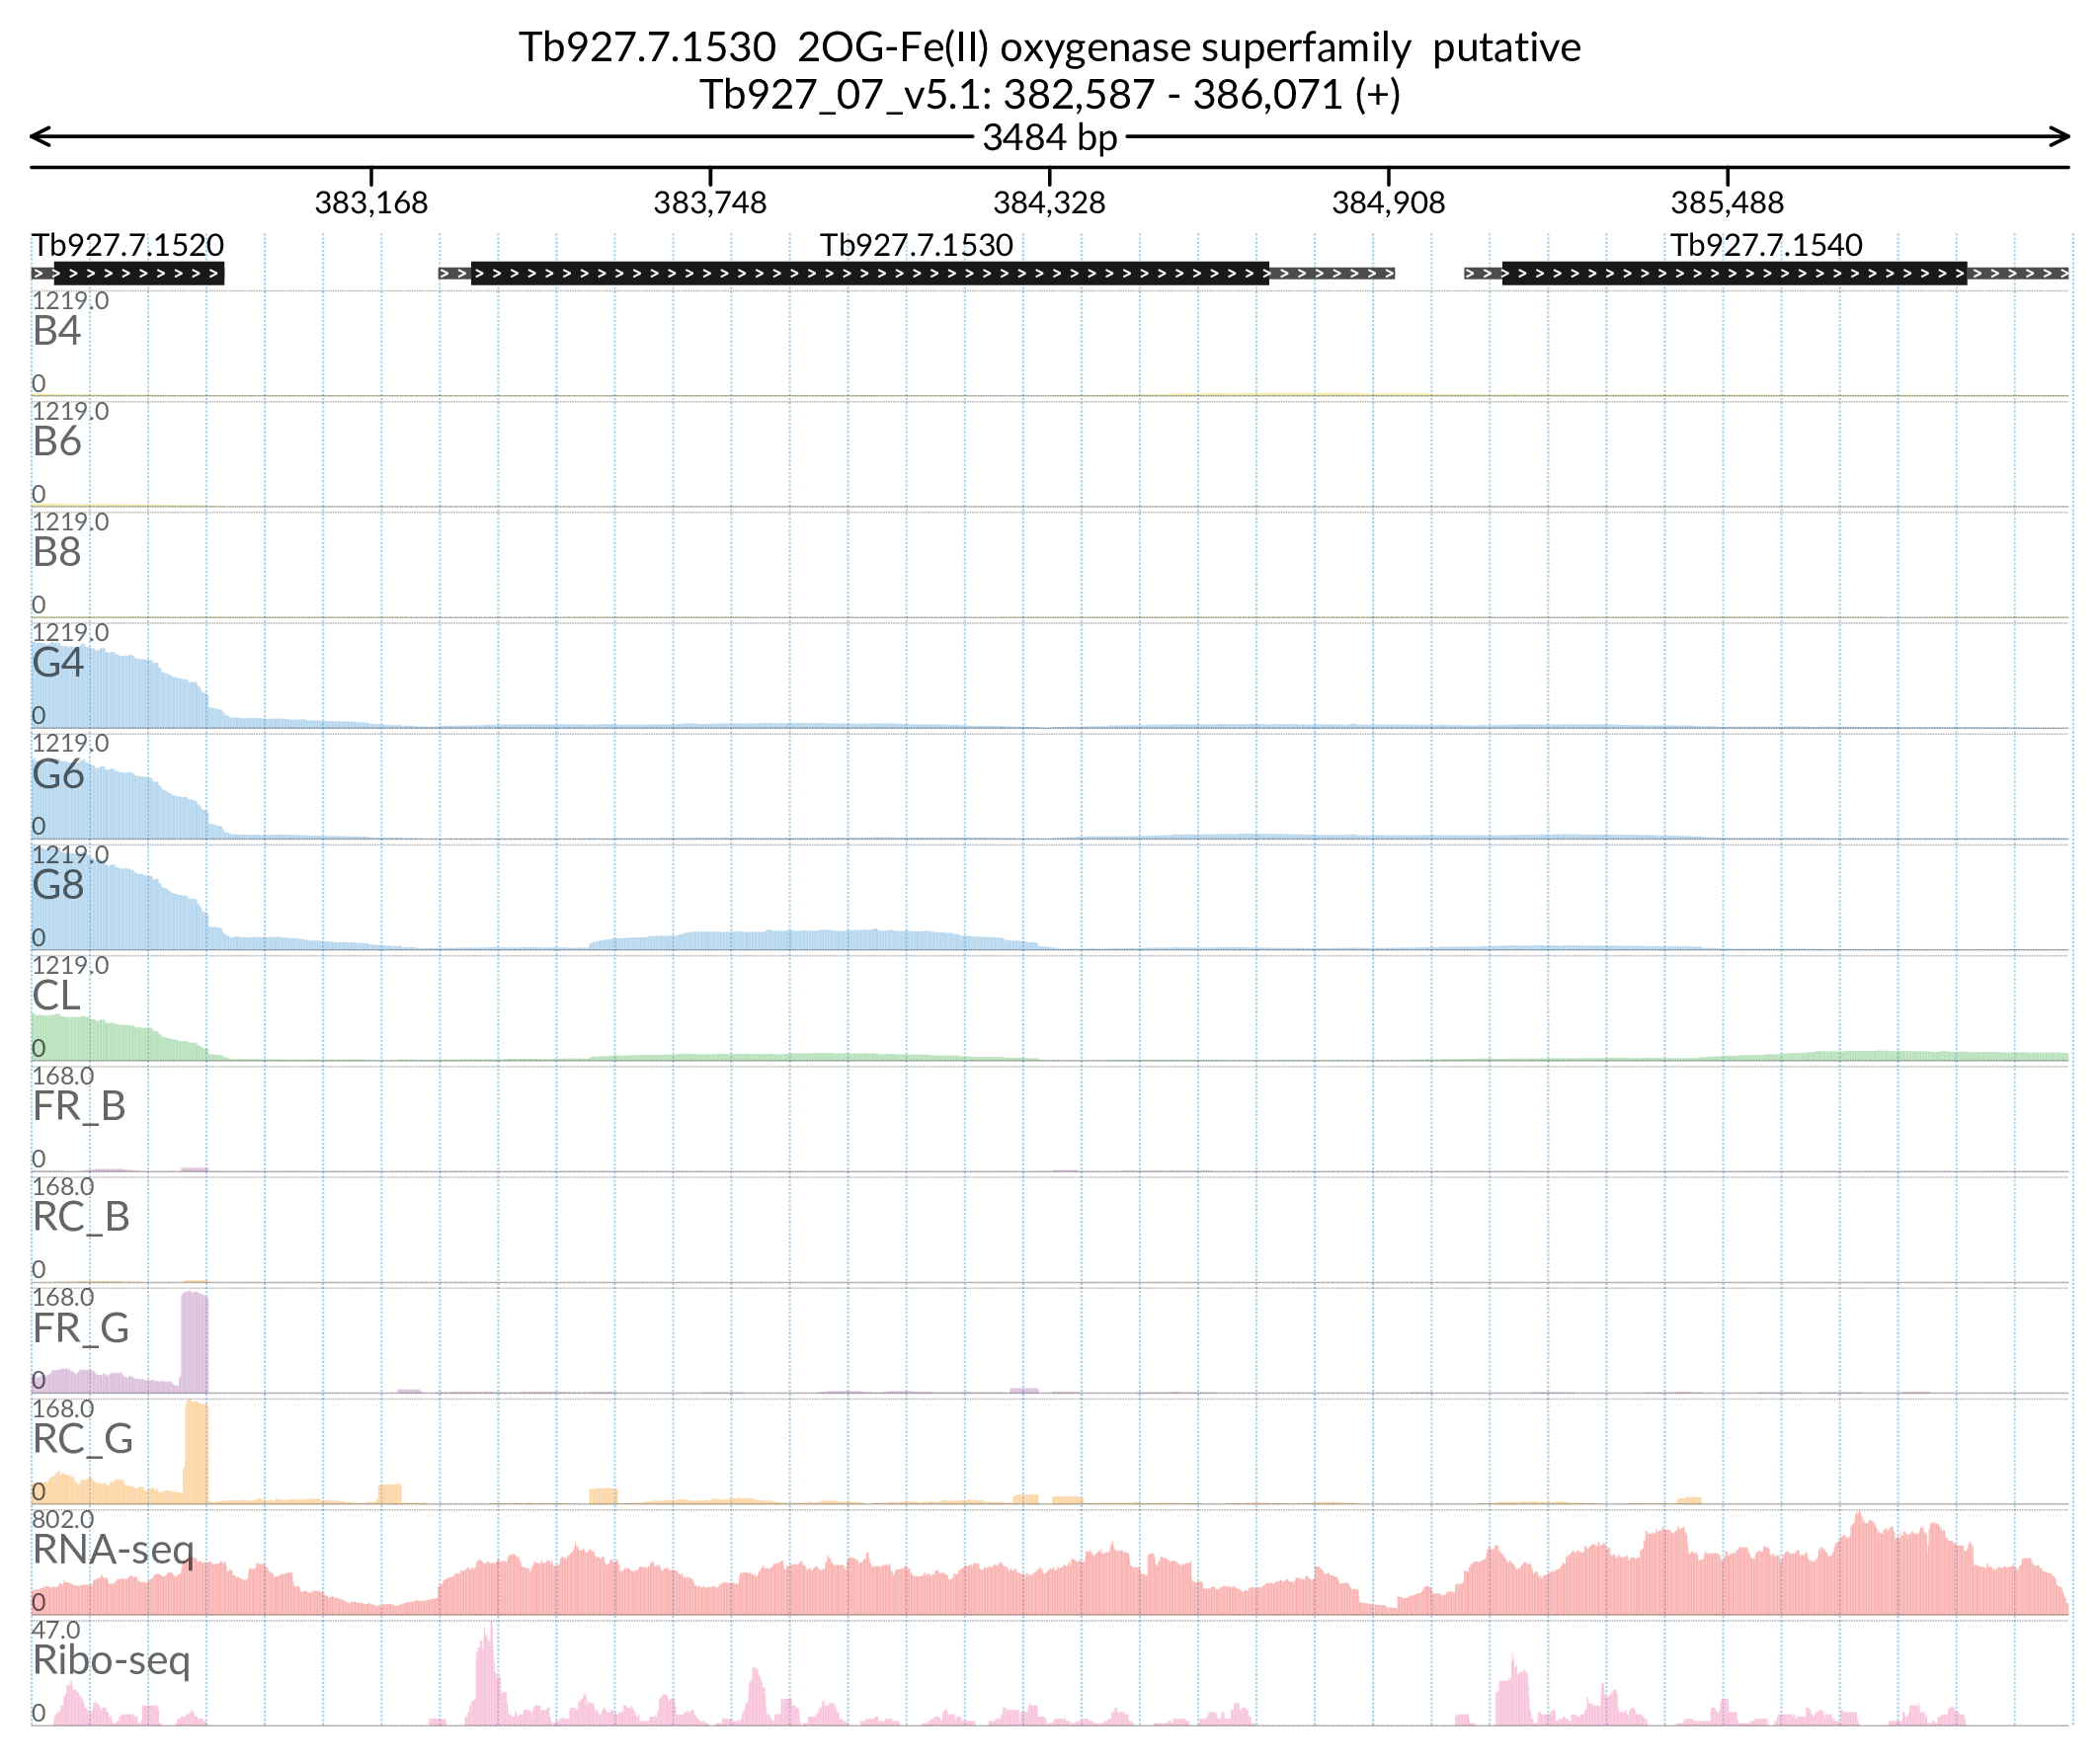 Tb927.7.1530  2OG-Fe(II) oxygenase superfamily  putative
Tb927_07_v5.1: 382,587 - 386,071 (+)
3484 bp
383,168 383,748 384,328 384,908 385,488
Tb927.7.1520 Tb927.7.1530 Tb927.7.1540
1219.0
B4
0
1219.0
B6
0
1219.0
B8
0
1219.0
G4
0
1219.0
G6
0
1219.0
G8
0
1219.0
CL
0
168.0
FR_B
0
168.0
RC_B
0
168.0
FR_G
0
168.0
RC_G
0
802.0
RNA-seq
0
47.0
Ribo-seq
0